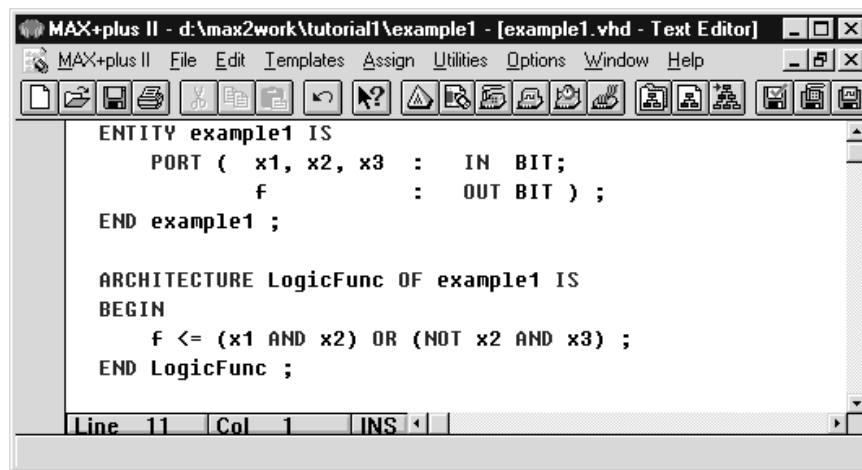 MAX+plus II - d:\max2work\tutorial1\example1 - [example1.vhd - Text Editor]
MAX+plus II File Edit Templates Assign Utilities Options Window Help
ENTITY example1 IS
PORT ( x1, x2, x3 : IN BIT;
f : OUT BIT ) ;
END example1 ;
ARCHITECTURE LogicFunc OF example1 IS
BEGIN
f <= (x1 AND x2) OR (NOT x2 AND x3) ;
END LogicFunc ;
Line 11 Col 1 INS